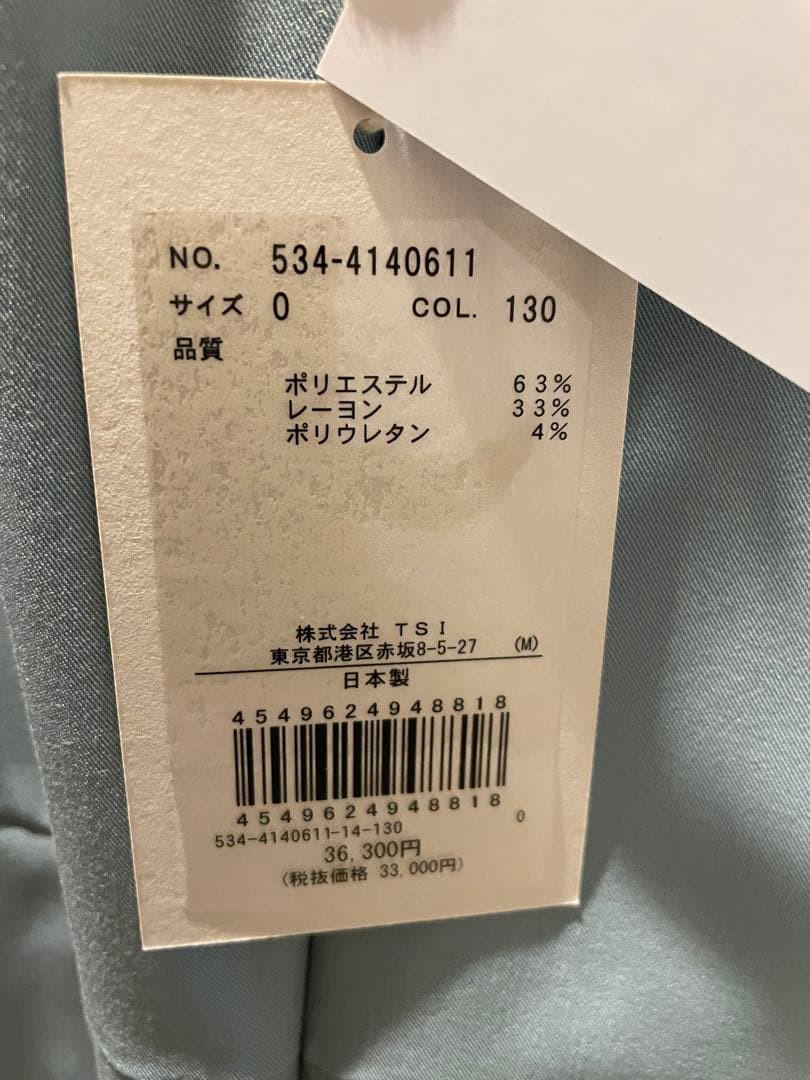 NO. 534-4140611
サイズ 0 COL. 130
品質
ポリエステル 63%
レーヨン 33%
ポリウレタン 4%
株式会社 TSI
東京都港区赤坂8-5-27 (M)
日本製
4549624948818
4549624948818 0
534-4140611-14-130
36,300円
(税抜価格 33,000円)